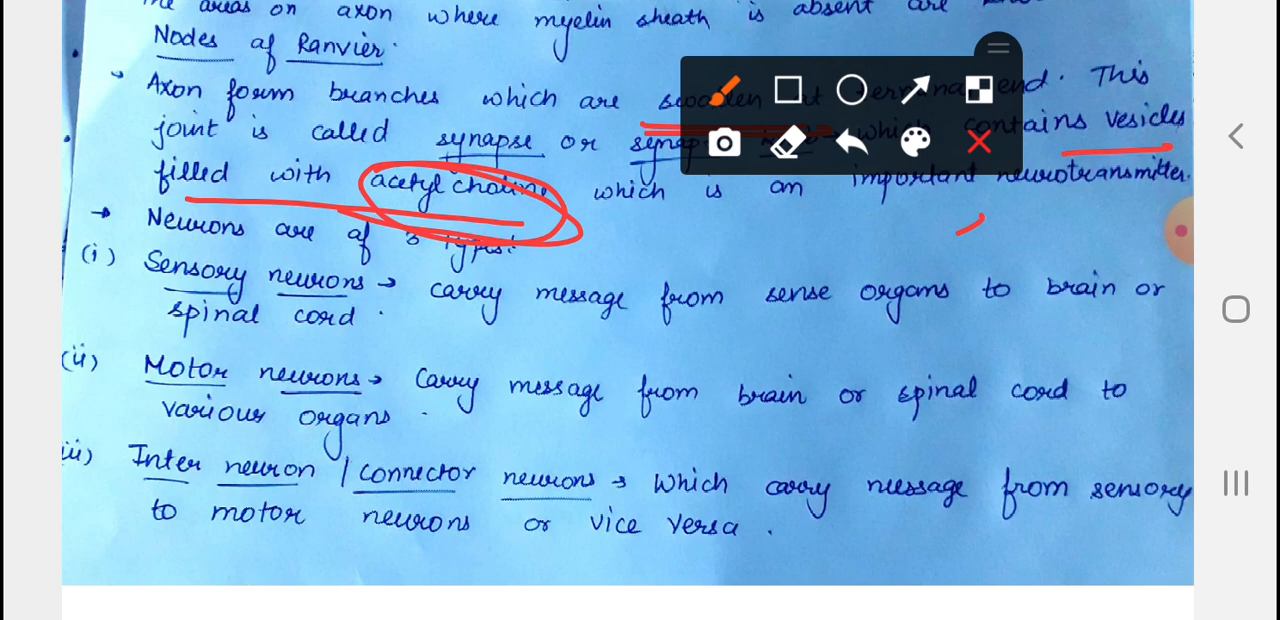 the areas on axon where myelin sheath is absent are
Nodes of Ranvier.
Axon form branches which are end. This
joint is called synapse or which contains vesicles
filled with acetyl choline which is an important neurotransmitter.
→ Neurons are of 3 types:
(i) Sensory neurons → carry message from sense organs to brain or
spinal cord.
(ii) Motor neurons → Carry message from brain or spinal cord to
various organs.
iii) Inter neuron / connector neurons → Which carry message from sensory
to motor neurons or vice versa.